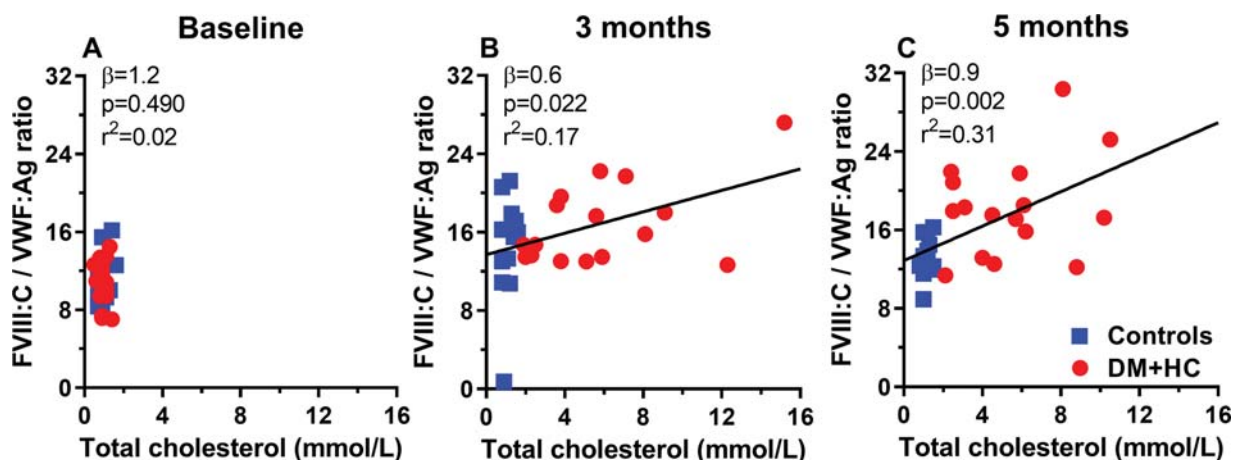 Baseline
3 months
5 months
A
β=1.2
p=0.490
r²=0.02
FVIII:C / VWF:Ag ratio
32
24
16
8
0
0 4 8 12 16
Total cholesterol (mmol/L)
B
β=0.6
p=0.022
r²=0.17
FVIII:C / VWF:Ag ratio
32
24
16
8
0
0 4 8 12 16
Total cholesterol (mmol/L)
C
β=0.9
p=0.002
r²=0.31
FVIII:C / VWF:Ag ratio
32
24
16
8
0
Controls
DM+HC
0 4 8 12 16
Total cholesterol (mmol/L)